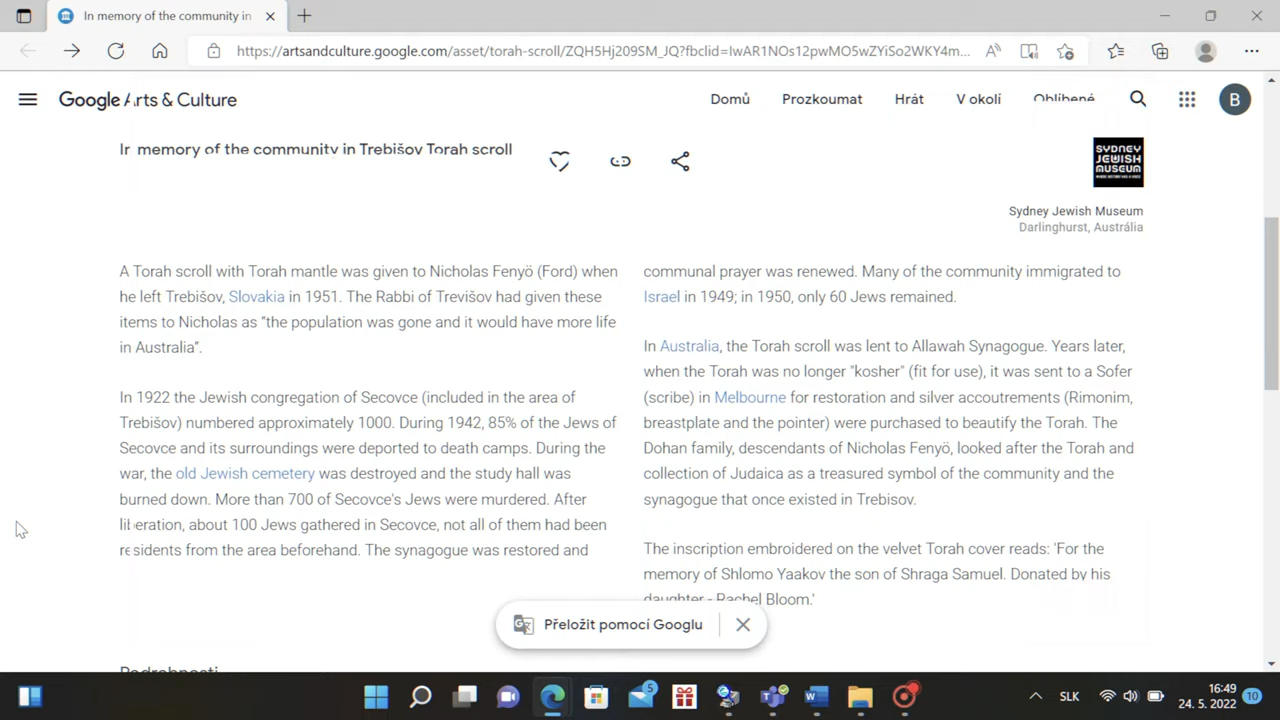 In memory of the community in
https://artsandculture.google.com/asset/torah-scroll/ZQH5Hj209SM_JQ?fbclid=IwAR1NOs12pwMO5wZYiSo2WKY4m...
Google Arts & Culture
Domů Prozkoumat Hrát V okolí Oblíbené
B
In memory of the community in Trebišov Torah scroll
SYDNEY
JEWISH
MUSEUM
Sydney Jewish Museum
Darlinghurst, Austrálie
A Torah scroll with Torah mantle was given to Nicholas Fenyö (Ford) when
he left Trebišov, Slovakia in 1951. The Rabbi of Trevišov had given these
items to Nicholas as “the population was gone and it would have more life
in Australia”.
In 1922 the Jewish congregation of Secovce (included in the area of
Trebišov) numbered approximately 1000. During 1942, 85% of the Jews of
Secovce and its surroundings were deported to death camps. During the
war, the old Jewish cemetery was destroyed and the study hall was
burned down. More than 700 of Secovce's Jews were murdered. After
liberation, about 100 Jews gathered in Secovce, not all of them had been
residents from the area beforehand. The synagogue was restored and
communal prayer was renewed. Many of the community immigrated to
Israel in 1949; in 1950, only 60 Jews remained.
In Australia, the Torah scroll was lent to Allawah Synagogue. Years later,
when the Torah was no longer "kosher" (fit for use), it was sent to a Sofer
(scribe) in Melbourne for restoration and silver accoutrements (Rimonim,
breastplate and the pointer) were purchased to beautify the Torah. The
Dohan family, descendants of Nicholas Fenyö, looked after the Torah and
collection of Judaica as a treasured symbol of the community and the
synagogue that once existed in Trebisov.
The inscription embroidered on the velvet Torah cover reads: 'For the
memory of Shlomo Yaakov the son of Shraga Samuel. Donated by his
daughter - Rachel Bloom.'
Přeložit pomocí Googlu
Podrobnosti
5
SLK
16:49
24. 5. 2022
10